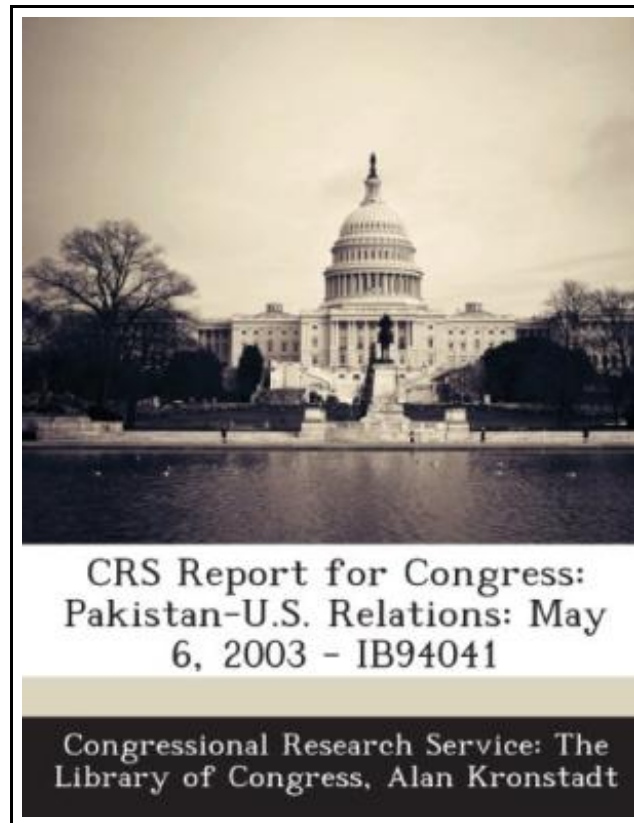 CRS Report for Congress:
Pakistan-U.S. Relations: May
6, 2003 - IB94041
Congressional Research Service: The
Library of Congress, Alan Kronstadt